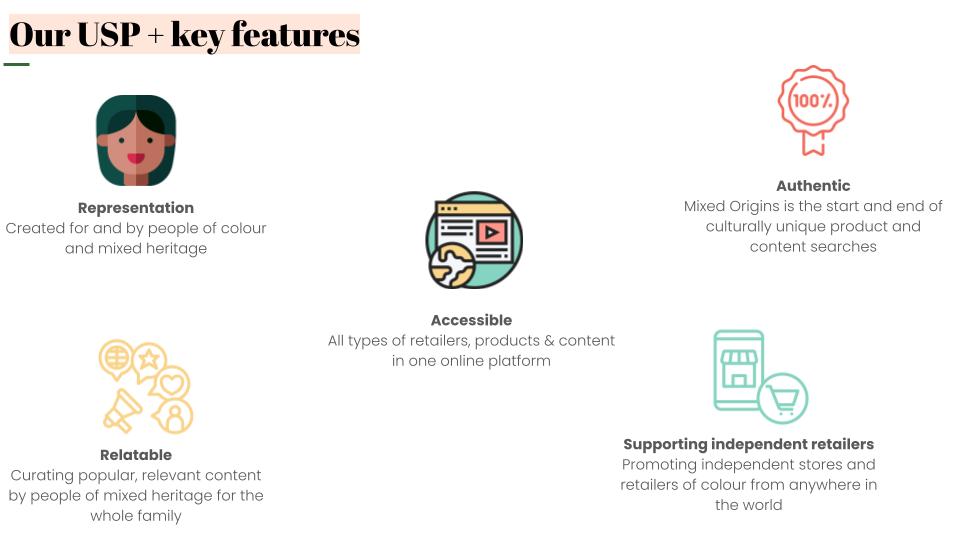 Our USP + key features
Representation
Created for and by people of colour
and mixed heritage
100%
Authentic
Mixed Origins is the start and end of
culturally unique product and
content searches
Accessible
All types of retailers, products & content
in one online platform
Relatable
Curating popular, relevant content
by people of mixed heritage for the
whole family
Supporting independent retailers
Promoting independent stores and
retailers of colour from anywhere in
the world